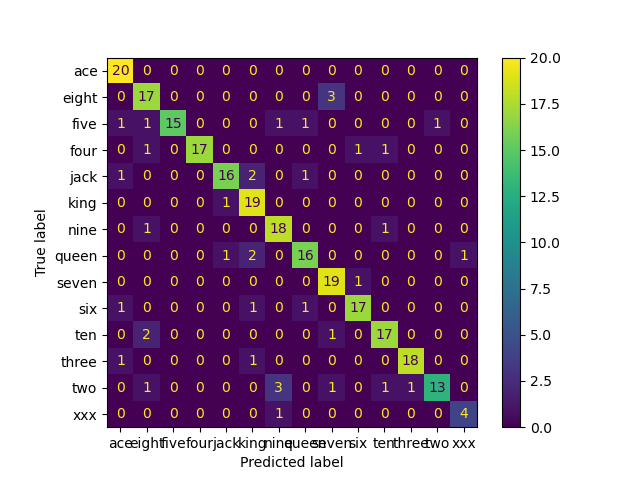 ace 20 0 0 0 0 0 0 0 0 0 0 0 0 0
eight 0 17 0 0 0 0 0 0 3 0 0 0 0 0
five 1 1 15 0 0 0 1 1 0 0 0 0 1 0
four 0 1 0 17 0 0 0 0 0 1 1 0 0 0
jack 1 0 0 0 16 2 0 1 0 0 0 0 0 0
king 0 0 0 0 1 19 0 0 0 0 0 0 0 0
nine 0 1 0 0 0 0 18 0 0 0 1 0 0 0
queen 0 0 0 0 1 2 0 16 0 0 0 0 0 1
seven 0 0 0 0 0 0 0 0 19 1 0 0 0 0
six 1 0 0 0 0 1 0 1 0 17 0 0 0 0
ten 0 2 0 0 0 0 0 0 1 0 17 0 0 0
three 1 0 0 0 0 1 0 0 0 0 0 18 0 0
two 0 1 0 0 0 0 3 0 1 0 1 1 13 0
xxx 0 0 0 0 0 0 1 0 0 0 0 0 0 4
ace eight five four jack king nine queen seven six ten three two xxx
Predicted label
True label
20.0
17.5
15.0
12.5
10.0
7.5
5.0
2.5
0.0